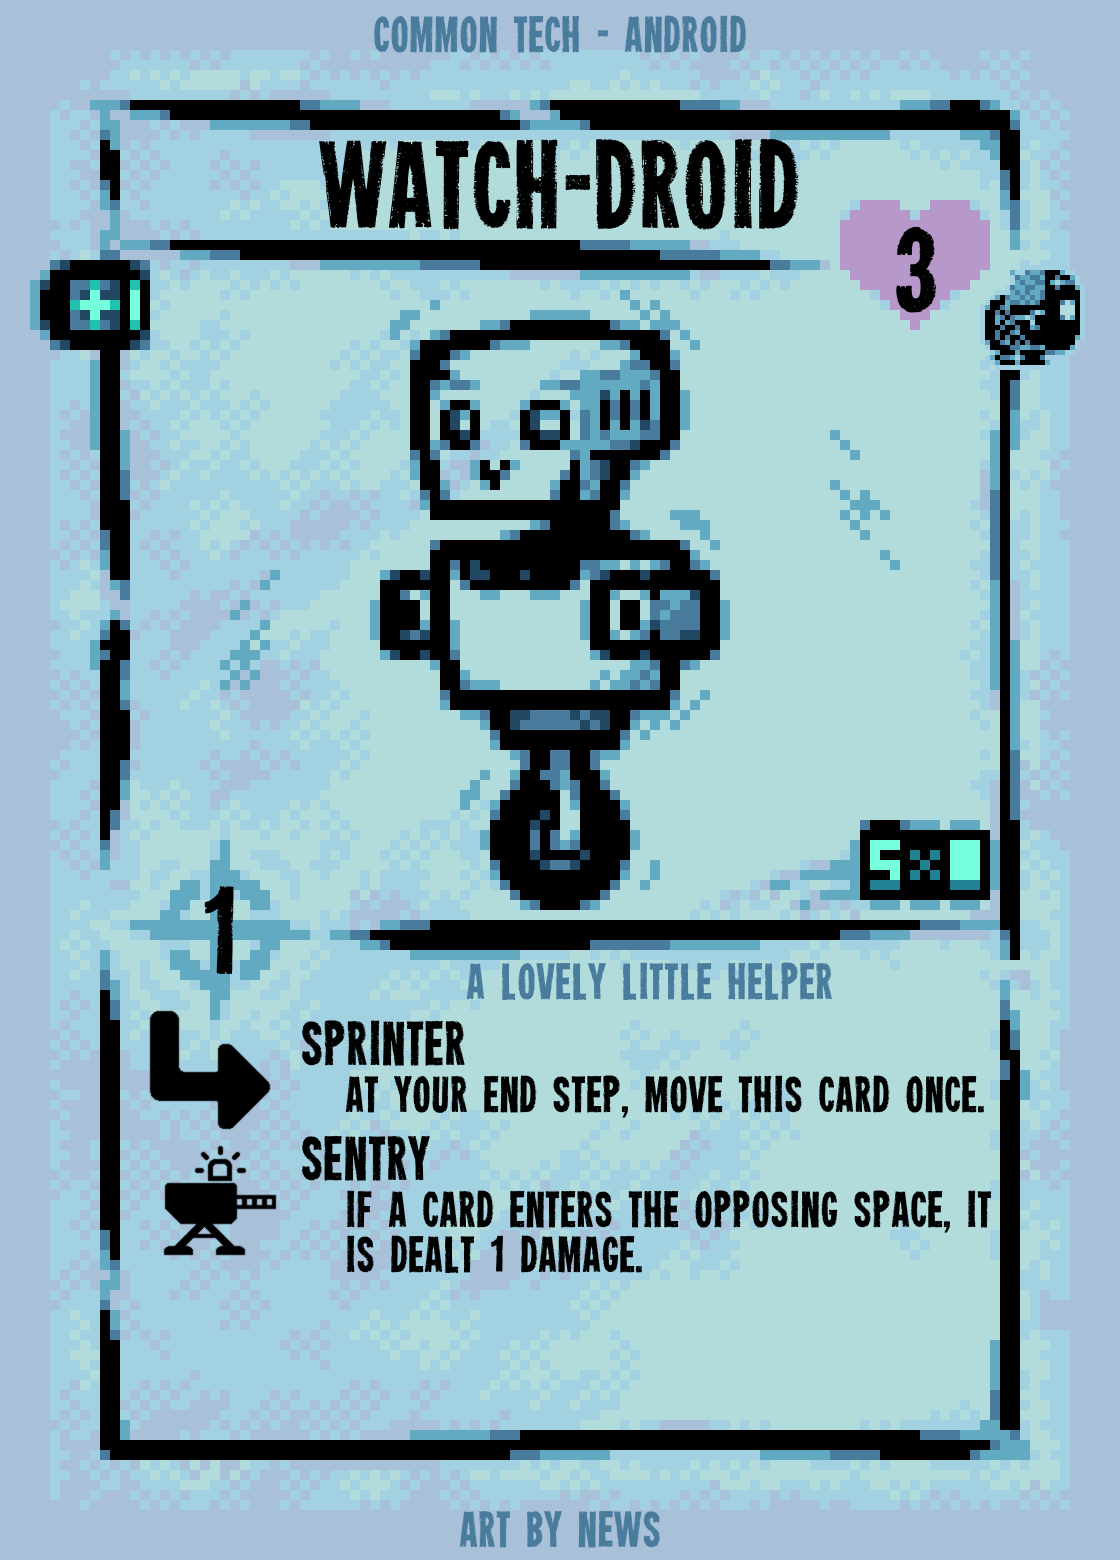 COMMON TECH - ANDROID
WATCH-DROID
3
5x
1
A LOVELY LITTLE HELPER
SPRINTER
AT YOUR END STEP, MOVE THIS CARD ONCE.
SENTRY
IF A CARD ENTERS THE OPPOSING SPACE, IT
IS DEALT 1 DAMAGE.
ART BY NEWS